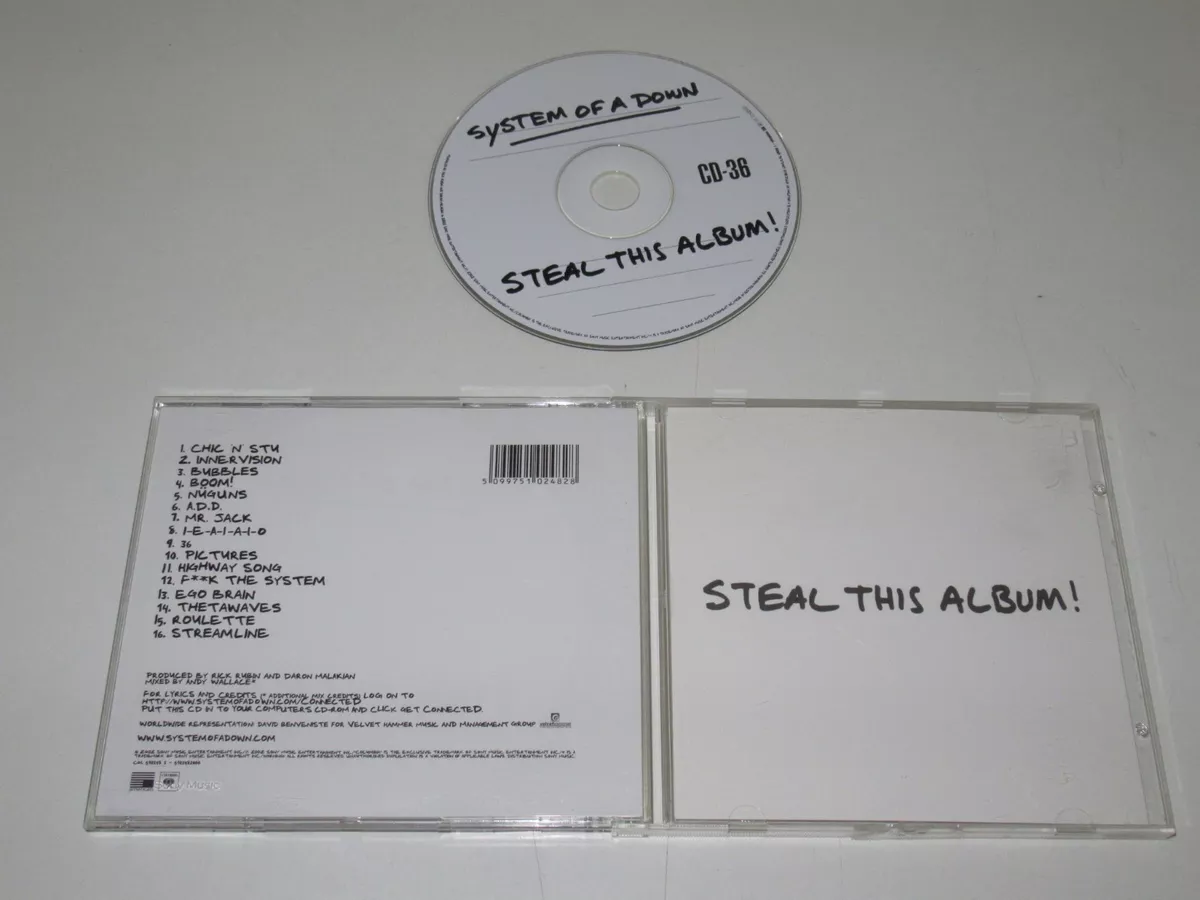 SYSTEM OF A DOWN
CD-36
STEAL THIS ALBUM!
1. CHIC 'N' STU
2. INNERVISION
3. BUBBLES
4. BOOM!
5. NÜGUNS
6. A.D.D.
7. MR. JACK
8. I-E-A-I-A-I-O
9. 36
10. PICTURES
11. HIGHWAY SONG
12. F**K THE SYSTEM
13. EGO BRAIN
14. THETAWAVES
15. ROULETTE
16. STREAMLINE
5 099751 024828
PRODUCED BY RICK RUBIN AND DARON MALAKIAN
MIXED BY ANDY WALLACE*
FOR LYRICS AND CREDITS (* ADDITIONAL MIX CREDITS) LOG ON TO
HTTP://WWW.SYSTEMOFADOWN.COM/CONNECTED
PUT THIS CD IN TO YOUR COMPUTERS CD-ROM AND CLICK GET CONNECTED.
WORLDWIDE REPRESENTATION DAVID BENVENISTE FOR VELVET HAMMER MUSIC AND MANAGEMENT GROUP
WWW.SYSTEMOFADOWN.COM
Sony Music
STEAL THIS ALBUM!